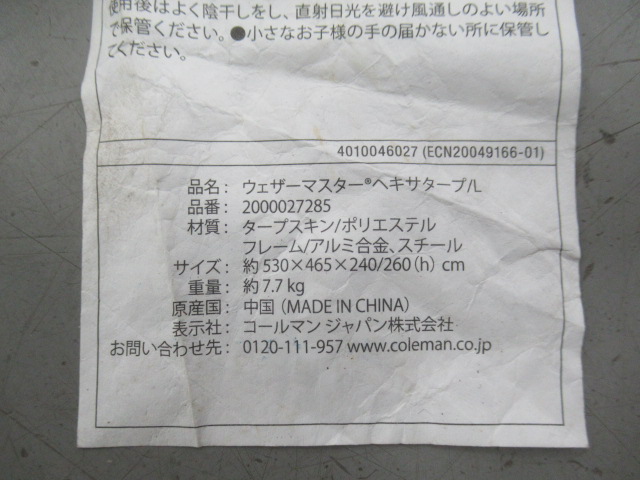 使用後はよく陰干しをし、直射日光を避け風通しのよい場所
で保管ください。●小さなお子様の手の届かない所に保管し
てください。
4010046027 (ECN20049166-01)
品名： ウェザーマスター®ヘキサタープ/L
品番： 2000027285
材質： タープスキン/ポリエステル
フレーム/アルミ合金、スチール
サイズ： 約 530×465×240/260（h）cm
重量： 約 7.7 kg
原産国： 中国（MADE IN CHINA）
表示社： コールマン ジャパン株式会社
お問い合わせ先： 0120-111-957 www.coleman.co.jp